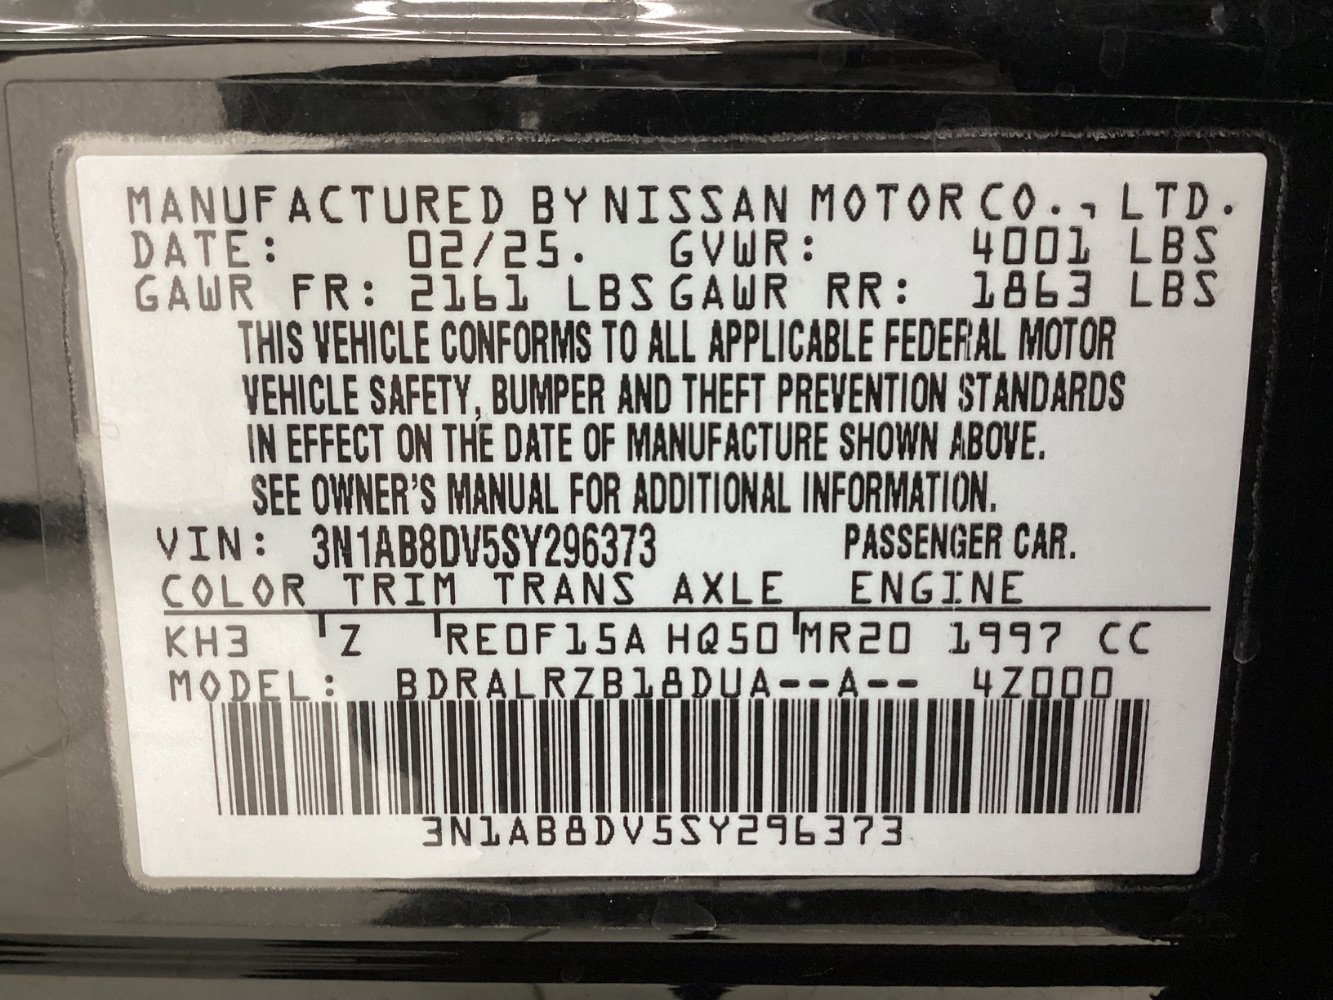 MANUFACTURED BY NISSAN MOTOR CO., LTD.
DATE: 02/25. GVWR: 4001 LBS
GAWR FR: 2161 LBS GAWR RR: 1863 LBS
THIS VEHICLE CONFORMS TO ALL APPLICABLE FEDERAL MOTOR
VEHICLE SAFETY, BUMPER AND THEFT PREVENTION STANDARDS
IN EFFECT ON THE DATE OF MANUFACTURE SHOWN ABOVE.
SEE OWNER'S MANUAL FOR ADDITIONAL INFORMATION.
VIN: 3N1AB8DV5SY296373 PASSENGER CAR.
COLOR TRIM TRANS AXLE ENGINE
KH3 Z RE0F15A HQ50 MR20 1997 CC
MODEL: BDRALRZB18DUA--A-- 4Z000
3N1AB8DV5SY296373